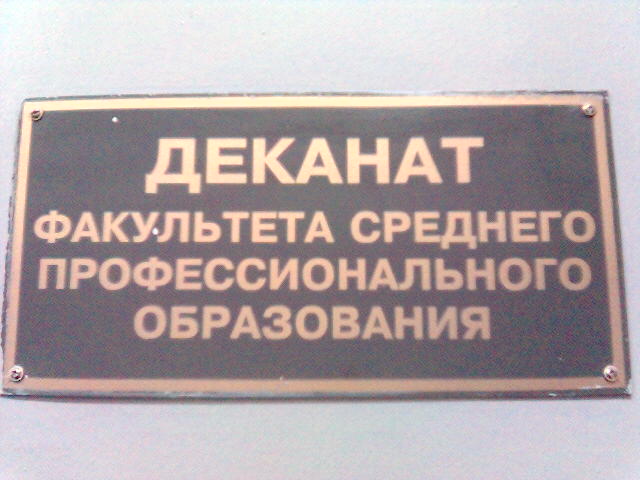 ДЕКАНАТ
ФАКУЛЬТЕТА СРЕДНЕГО
ПРОФЕССИОНАЛЬНОГО
ОБРАЗОВАНИЯ